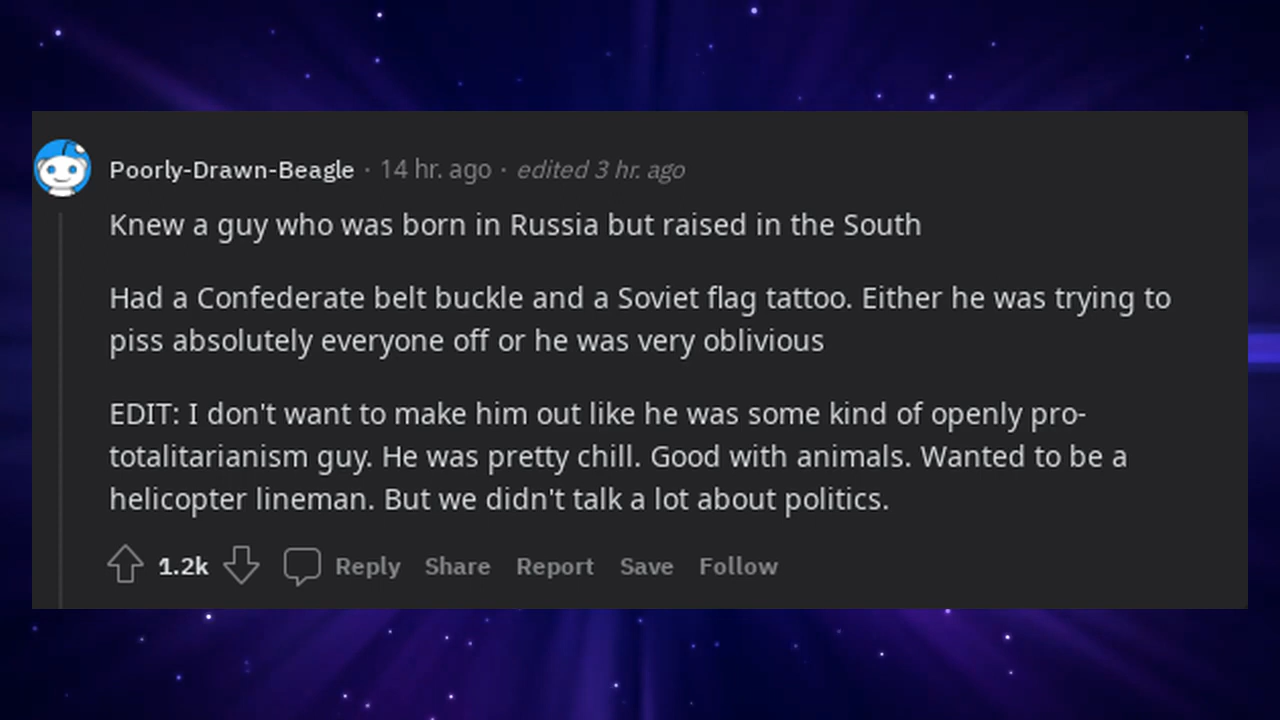 Poorly-Drawn-Beagle · 14 hr. ago · edited 3 hr. ago
Knew a guy who was born in Russia but raised in the South
Had a Confederate belt buckle and a Soviet flag tattoo. Either he was trying to
piss absolutely everyone off or he was very oblivious
EDIT: I don't want to make him out like he was some kind of openly pro-
totalitarianism guy. He was pretty chill. Good with animals. Wanted to be a
helicopter lineman. But we didn't talk a lot about politics.
1.2k Reply Share Report Save Follow